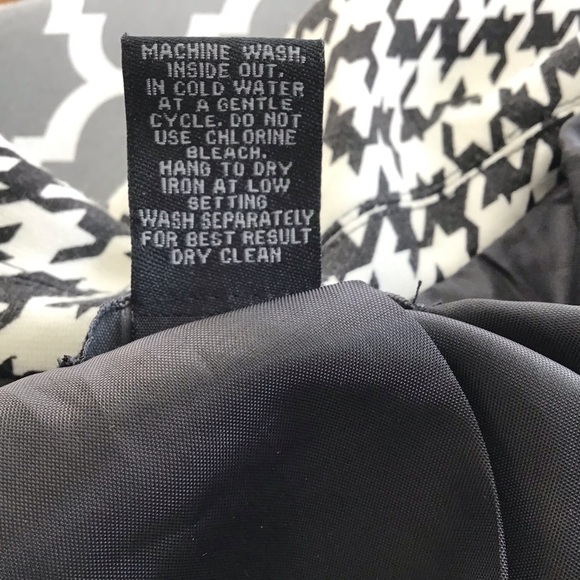 MACHINE WASH,
INSIDE OUT,
IN COLD WATER
AT A GENTLE
CYCLE. DO NOT
USE CHLORINE
BLEACH.
HANG TO DRY
IRON AT LOW
SETTING
WASH SEPARATELY
FOR BEST RESULT
DRY CLEAN